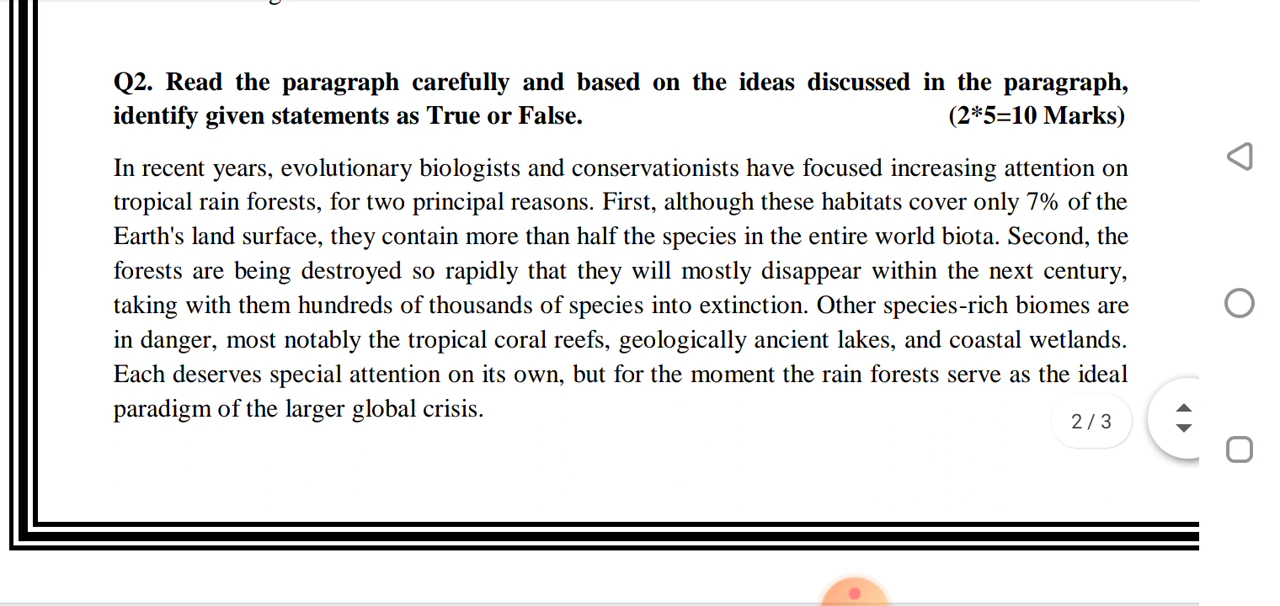 Q2. Read the paragraph carefully and based on the ideas discussed in the paragraph,
identify given statements as True or False. (2*5=10 Marks)
In recent years, evolutionary biologists and conservationists have focused increasing attention on
tropical rain forests, for two principal reasons. First, although these habitats cover only 7% of the
Earth's land surface, they contain more than half the species in the entire world biota. Second, the
forests are being destroyed so rapidly that they will mostly disappear within the next century,
taking with them hundreds of thousands of species into extinction. Other species-rich biomes are
in danger, most notably the tropical coral reefs, geologically ancient lakes, and coastal wetlands.
Each deserves special attention on its own, but for the moment the rain forests serve as the ideal
paradigm of the larger global crisis.
2 / 3